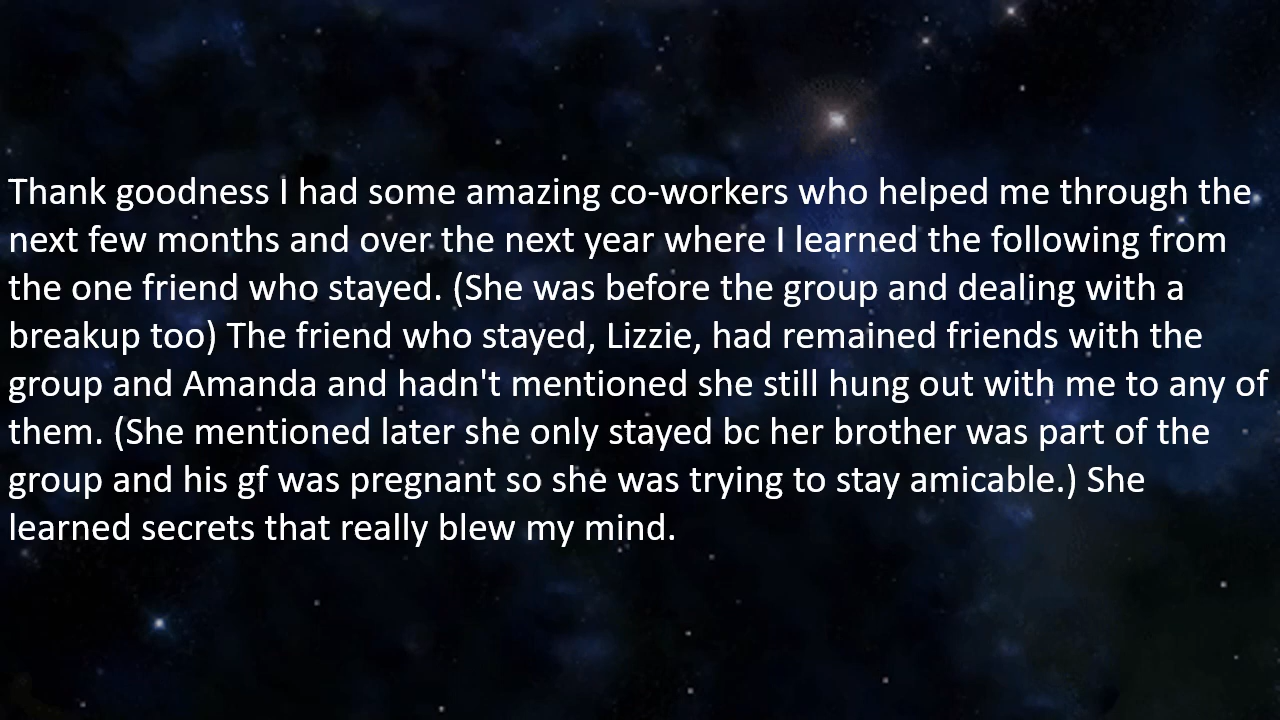 Thank goodness I had some amazing co-workers who helped me through the
next few months and over the next year where I learned the following from
the one friend who stayed. (She was before the group and dealing with a
breakup too) The friend who stayed, Lizzie, had remained friends with the
group and Amanda and hadn't mentioned she still hung out with me to any of
them. (She mentioned later she only stayed bc her brother was part of the
group and his gf was pregnant so she was trying to stay amicable.) She
learned secrets that really blew my mind.